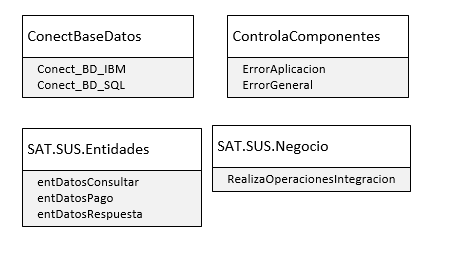 ConectBaseDatos
Conect_BD_IBM
Conect_BD_SQL
ControlaComponentes
ErrorAplicacion
ErrorGeneral
SAT.SUS.Entidades
entDatosConsultar
entDatosPago
entDatosRespuesta
SAT.SUS.Negocio
RealizaOperacionesIntegracion